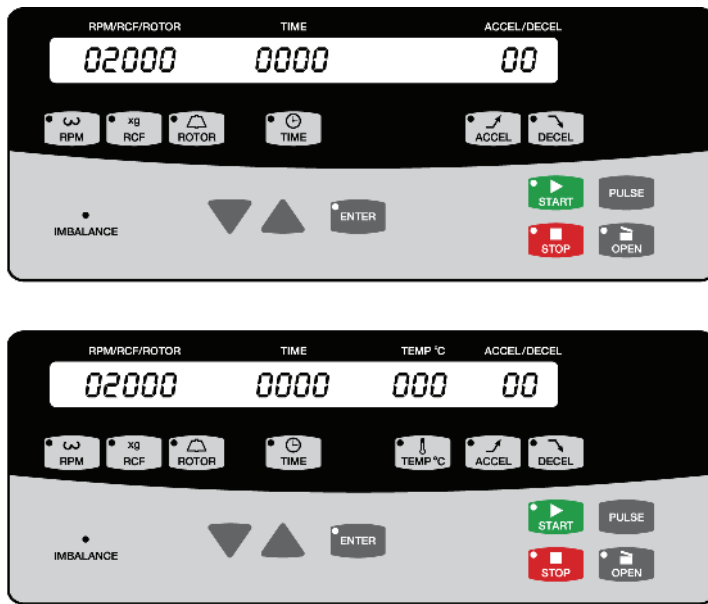 RPM/RCF/ROTOR TIME ACCEL/DECEL
02000 0000 00
ω xg
RPM RCF ROTOR TIME ACCEL DECEL
START PULSE
ENTER
IMBALANCE
STOP OPEN
RPM/RCF/ROTOR TIME TEMP °C ACCEL/DECEL
02000 0000 000 00
ω xg
RPM RCF ROTOR TIME TEMP °C ACCEL DECEL
START PULSE
ENTER
IMBALANCE
STOP OPEN